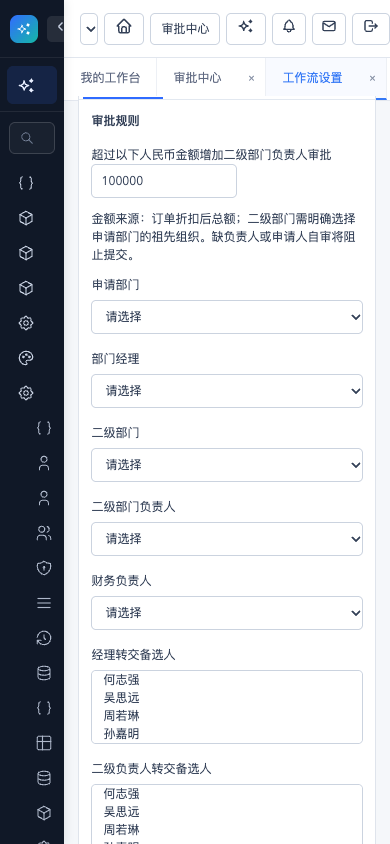 审批中心
我的工作台
审批中心 ×
工作流设置 ×
审批规则
超过以下人民币金额增加二级部门负责人审批
100000
金额来源：订单折扣后总额；二级部门需明确选择
申请部门的祖先组织。缺负责人或申请人自审将阻
止提交。
申请部门
请选择
部门经理
请选择
二级部门
请选择
二级部门负责人
请选择
财务负责人
请选择
经理转交备选人
何志强
吴思远
周若琳
孙嘉明
二级负责人转交备选人
何志强
吴思远
周若琳